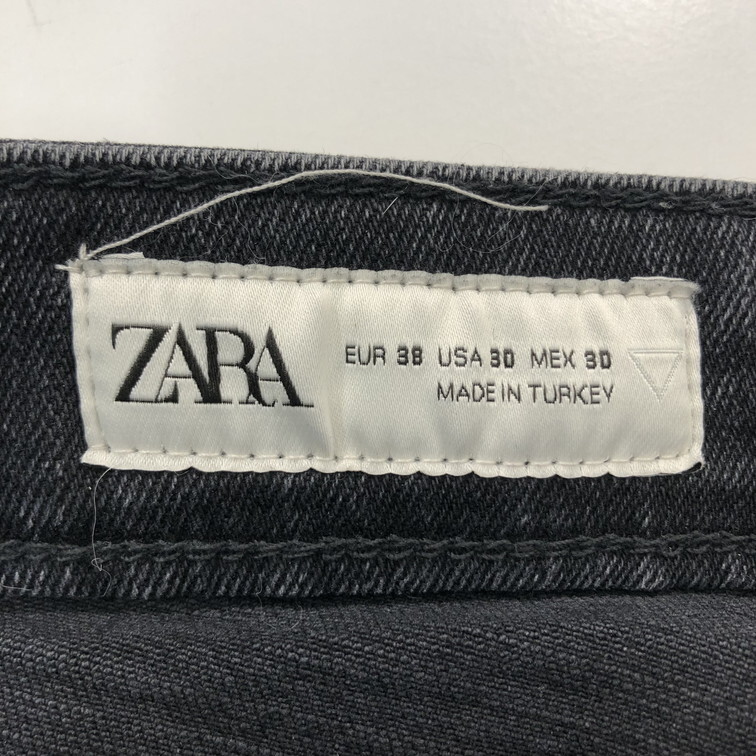 ZARA
EUR 38 USA 30 MEX 30
MADE IN TURKEY